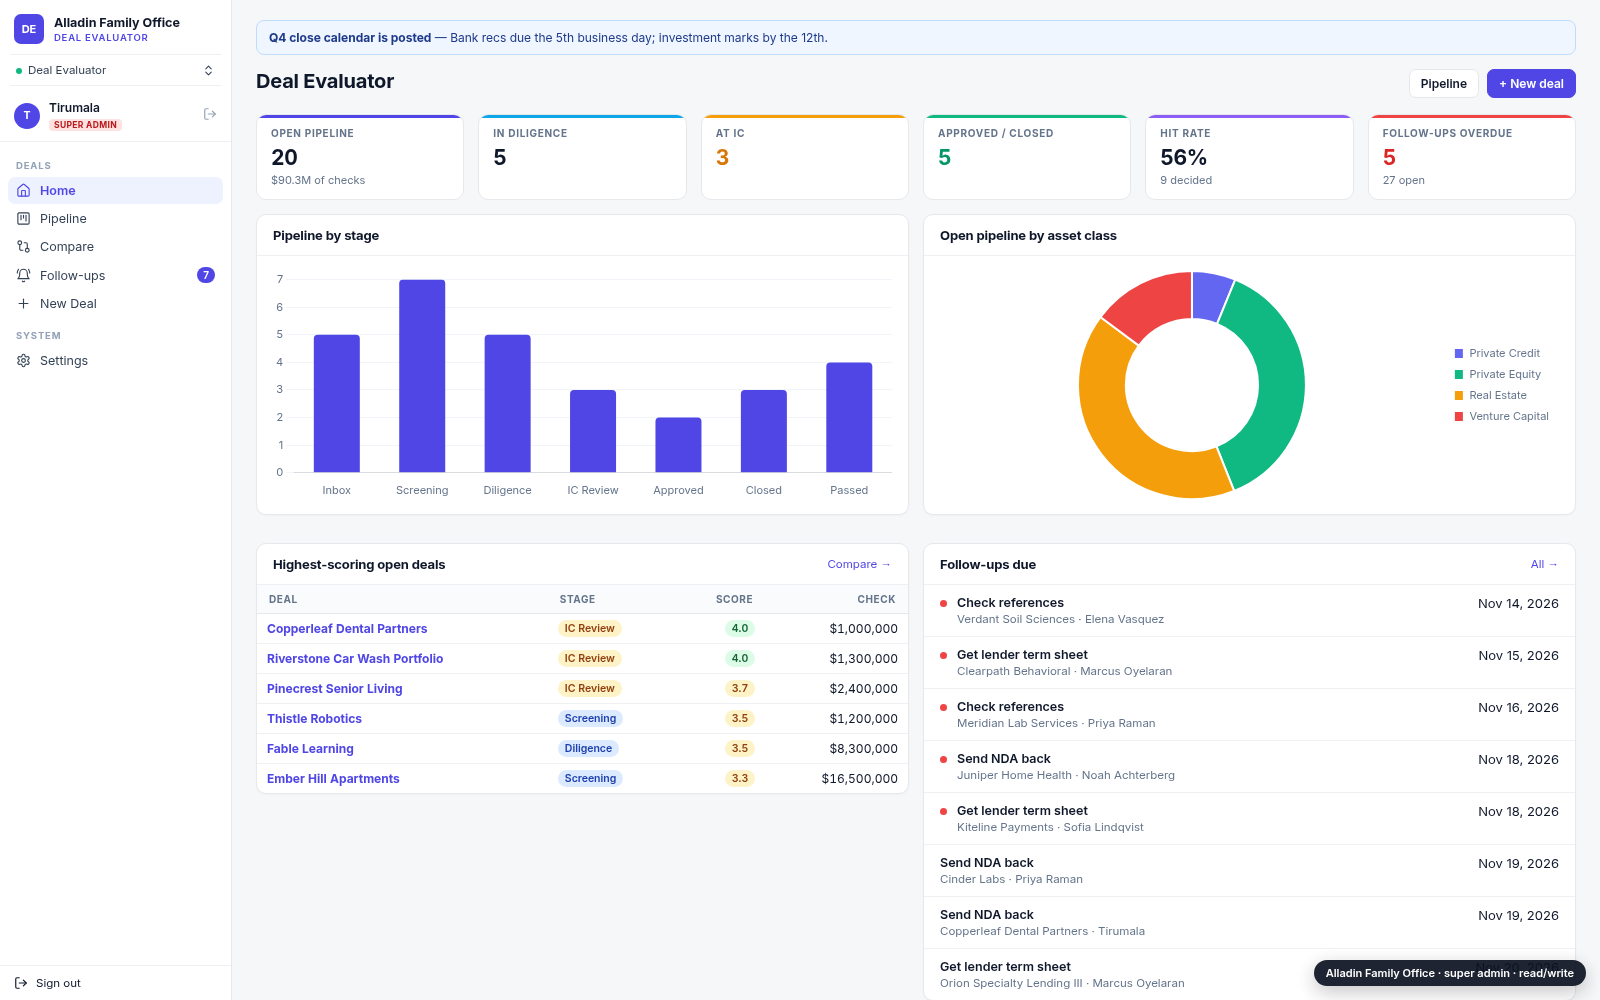 DE
Alladin Family Office
DEAL EVALUATOR
Deal Evaluator
T
Tirumala
SUPER ADMIN
DEALS
Home
Pipeline
Compare
Follow-ups
7
New Deal
SYSTEM
Settings
Sign out
Q4 close calendar is posted — Bank recs due the 5th business day; investment marks by the 12th.
Deal Evaluator
Pipeline
+ New deal
OPEN PIPELINE
20
$90.3M of checks
IN DILIGENCE
5
AT IC
3
APPROVED / CLOSED
5
HIT RATE
56%
9 decided
FOLLOW-UPS OVERDUE
5
27 open
Pipeline by stage
7
6
5
4
3
2
1
0
Inbox Screening Diligence IC Review Approved Closed Passed
Open pipeline by asset class
Private Credit
Private Equity
Real Estate
Venture Capital
Highest-scoring open deals
Compare →
DEAL STAGE SCORE CHECK
Copperleaf Dental Partners IC Review 4.0 $1,000,000
Riverstone Car Wash Portfolio IC Review 4.0 $1,300,000
Pinecrest Senior Living IC Review 3.7 $2,400,000
Thistle Robotics Screening 3.5 $1,200,000
Fable Learning Diligence 3.5 $8,300,000
Ember Hill Apartments Screening 3.3 $16,500,000
Follow-ups due
All →
Check references Nov 14, 2026
Verdant Soil Sciences · Elena Vasquez
Get lender term sheet Nov 15, 2026
Clearpath Behavioral · Marcus Oyelaran
Check references Nov 16, 2026
Meridian Lab Services · Priya Raman
Send NDA back Nov 18, 2026
Juniper Home Health · Noah Achterberg
Get lender term sheet Nov 18, 2026
Kiteline Payments · Sofia Lindqvist
Send NDA back Nov 19, 2026
Cinder Labs · Priya Raman
Send NDA back Nov 19, 2026
Copperleaf Dental Partners · Tirumala
Get lender term sheet
Orion Specialty Lending III · Marcus Oyelaran
Alladin Family Office · super admin · read/write